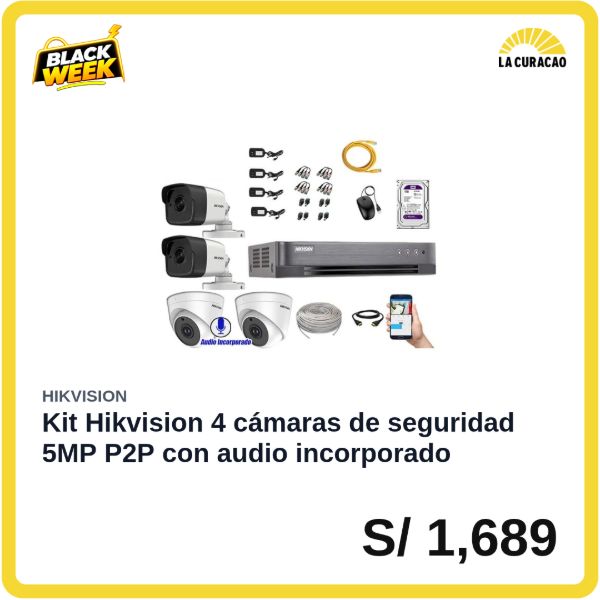 BLACK
WEEK
LA CURACAO
HIKVISION
Audio incorporado
HIKVISION
Kit Hikvision 4 cámaras de seguridad
5MP P2P con audio incorporado
S/ 1,689